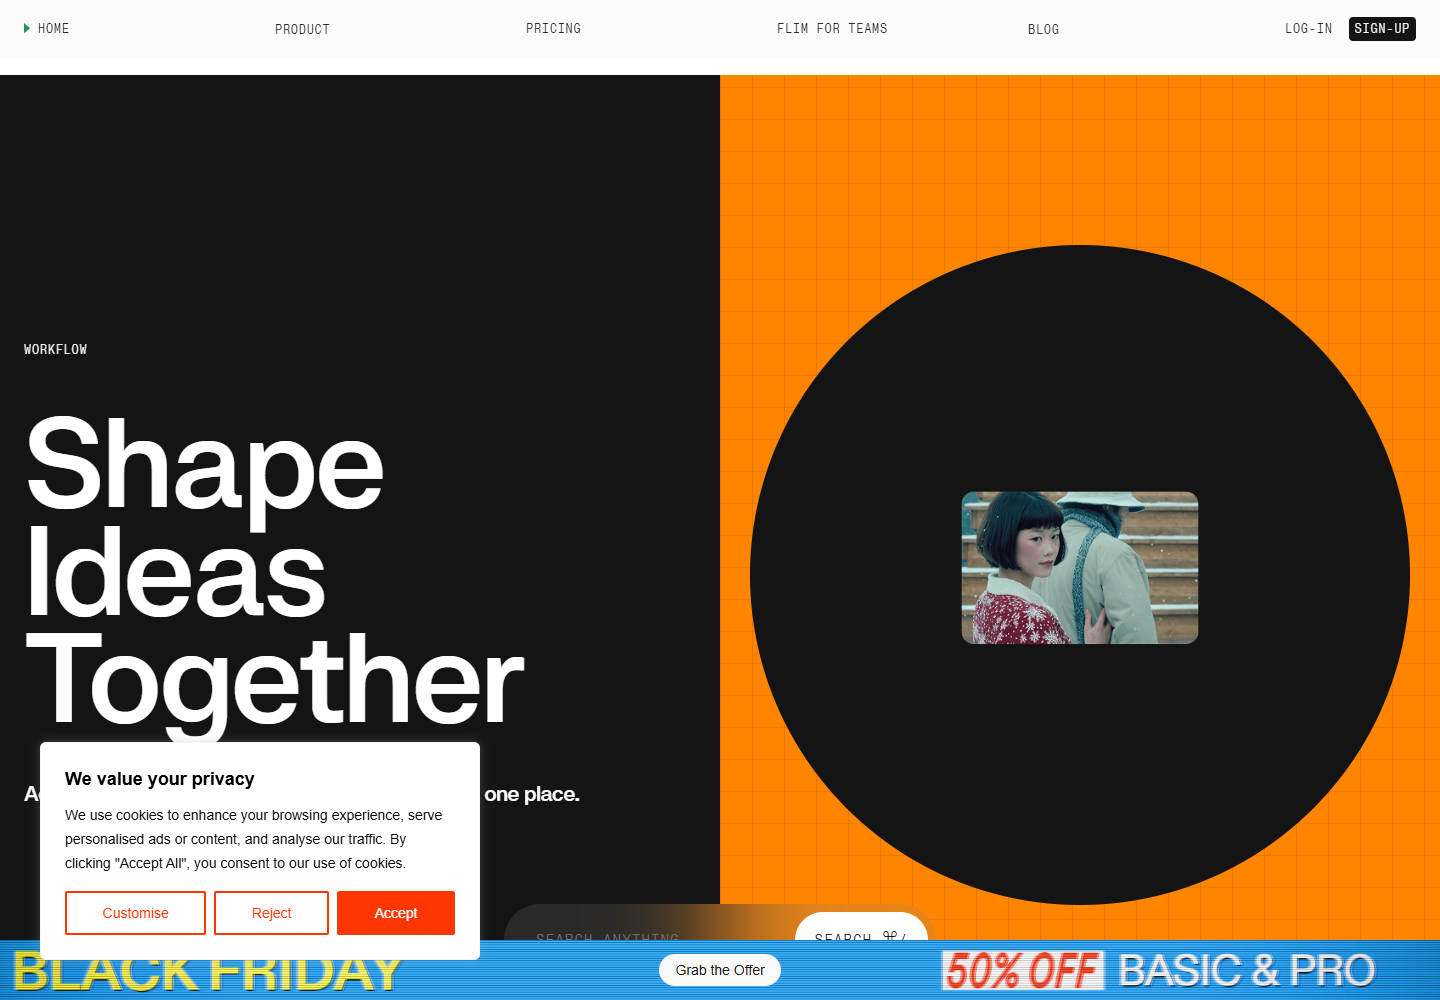 HOME
PRODUCT
PRICING
FLIM FOR TEAMS
BLOG
LOG-IN
SIGN-UP
WORKFLOW
Shape
Ideas
Together
one place.
We value your privacy
We use cookies to enhance your browsing experience, serve
personalised ads or content, and analyse our traffic. By
clicking "Accept All", you consent to our use of cookies.
Customise
Reject
Accept
SEARCH ANYTHING
SEARCH ⌘/
BLACK FRIDAY
Grab the Offer
50% OFF BASIC & PRO